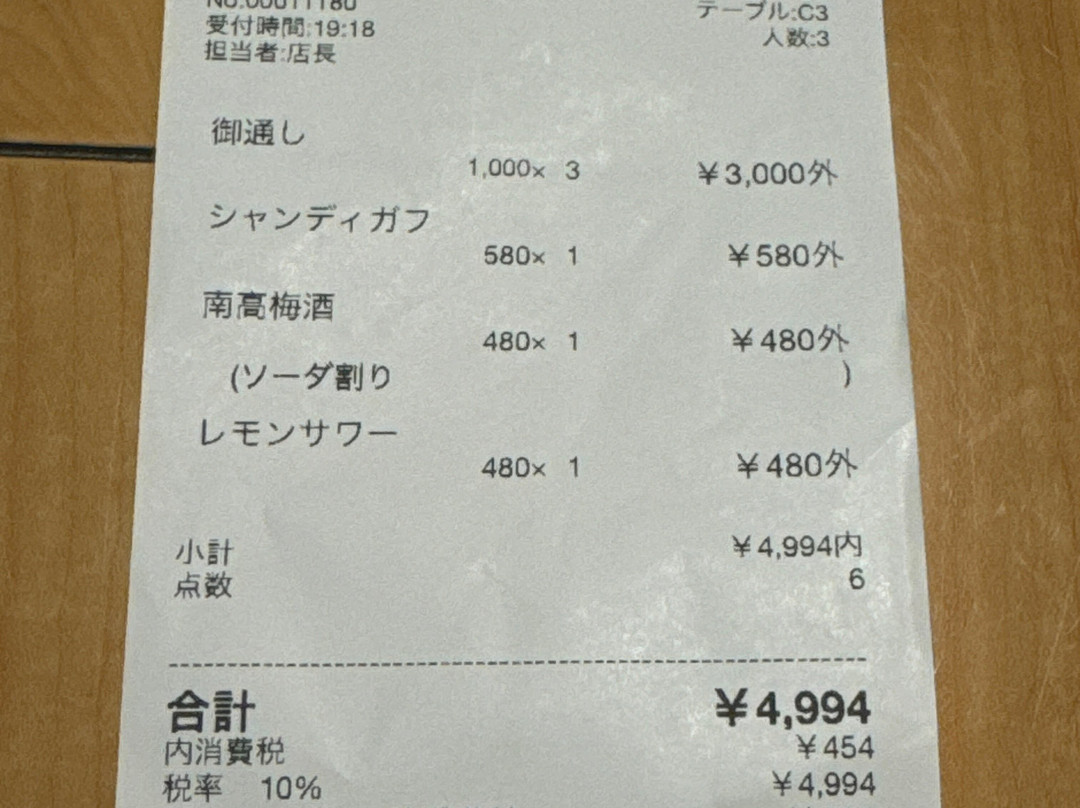 No.00011180
テーブル:C3
受付時間:19:18
人数:3
担当者:店長
御通し
1,000× 3 ¥3,000外
シャンディガフ
580× 1 ¥580外
南高梅酒
480× 1 ¥480外
(ソーダ割り )
レモンサワー
480× 1 ¥480外
小計 ¥4,994内
点数 6
合計 ¥4,994
内消費税 ¥454
税率 10% ¥4,994